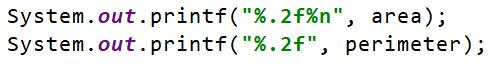 System.out.printf("%.2f%n", area);
System.out.printf("%.2f", perimeter);